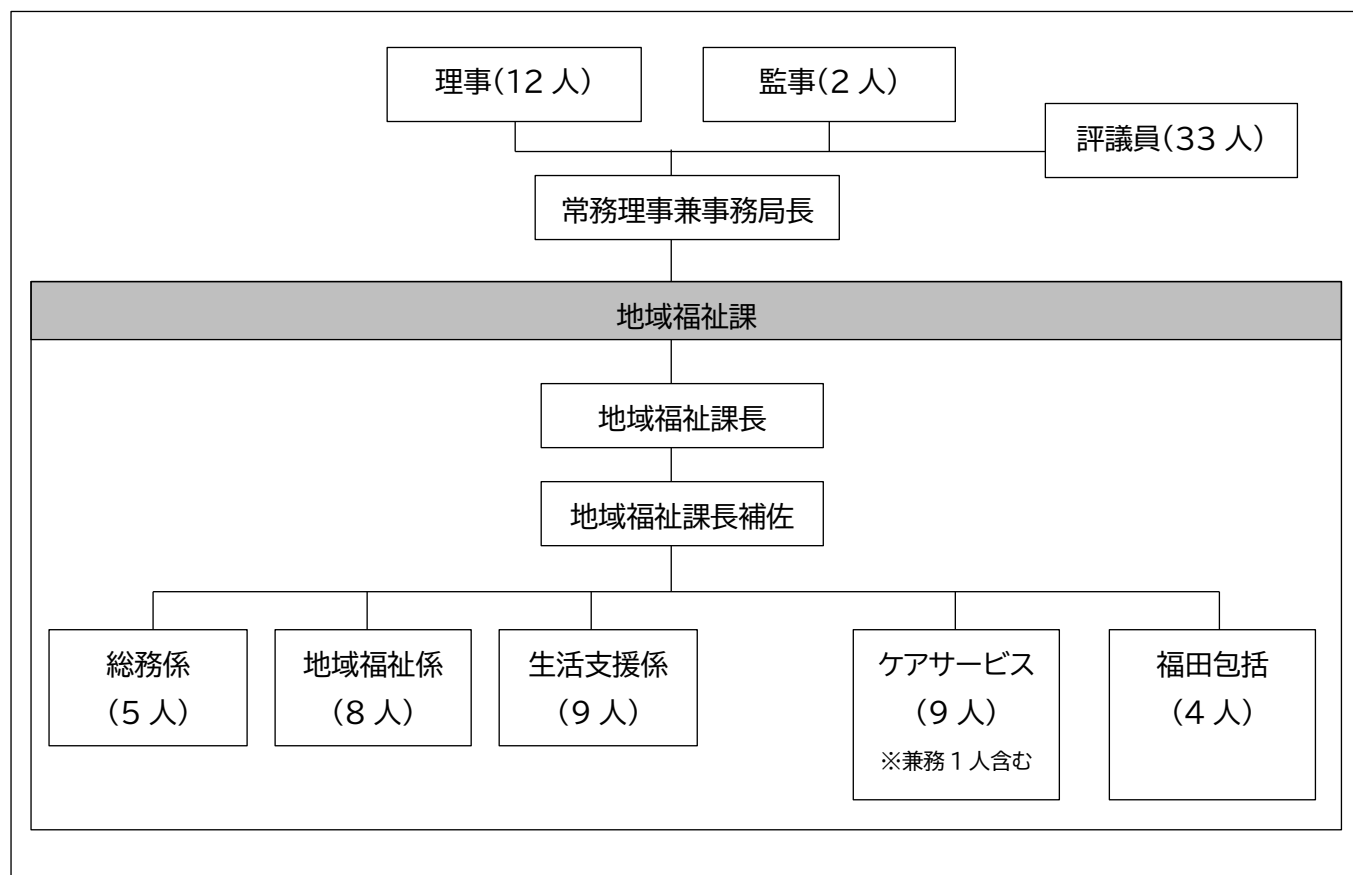 理事(12人)
監事(2人)
評議員(33人)
常務理事兼事務局長
地域福祉課
地域福祉課長
地域福祉課長補佐
総務係
(5人)
地域福祉係
(8人)
生活支援係
(9人)
ケアサービス
(9人)
※兼務1人含む
福田包括
(4人)